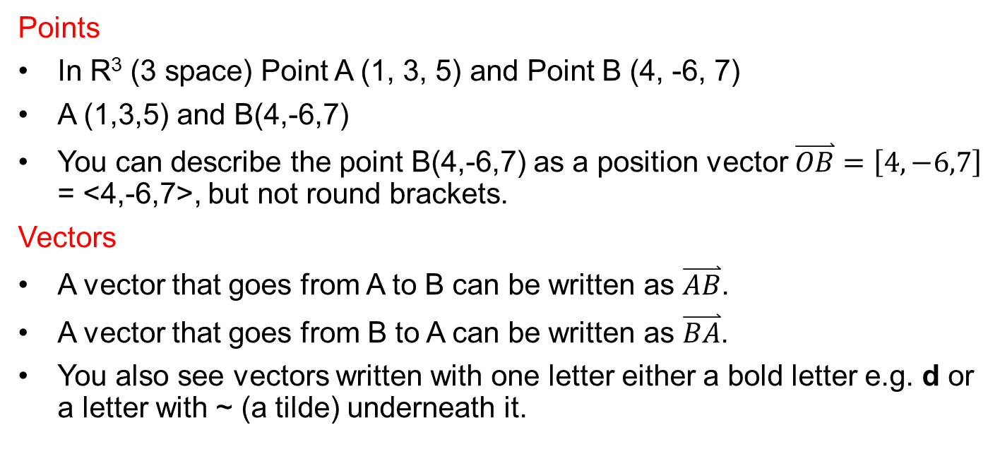 Points
• In R³ (3 space) Point A (1, 3, 5) and Point B (4, -6, 7)
• A (1,3,5) and B(4,-6,7)
• You can describe the point B(4,-6,7) as a position vector $\overrightarrow{OB}$ = [4, −6,7]
= <4,-6,7>, but not round brackets.
Vectors
• A vector that goes from A to B can be written as $\overrightarrow{AB}$.
• A vector that goes from B to A can be written as $\overrightarrow{BA}$.
• You also see vectors written with one letter either a bold letter e.g. d or
a letter with ~ (a tilde) underneath it.